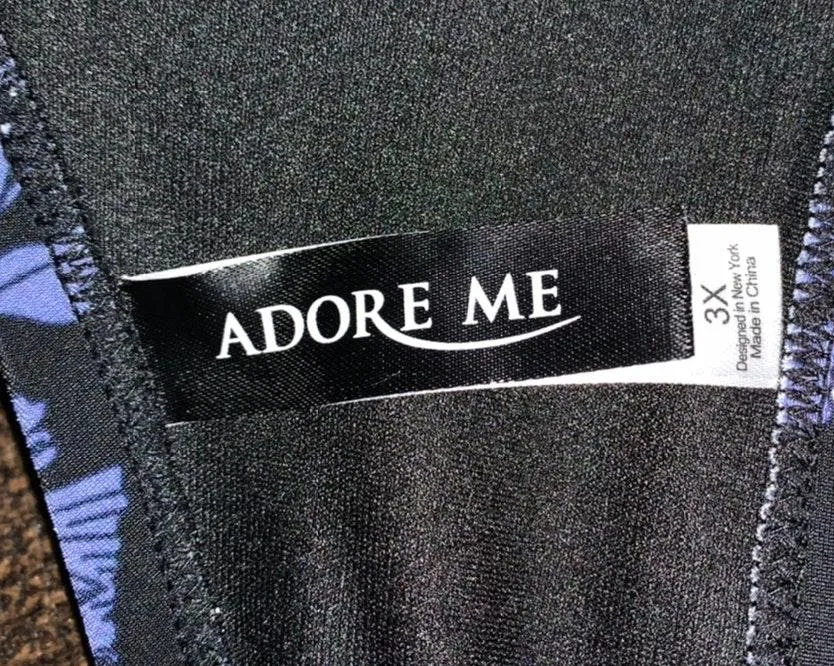 ADORE ME
3X
Designed in New York
Made in China